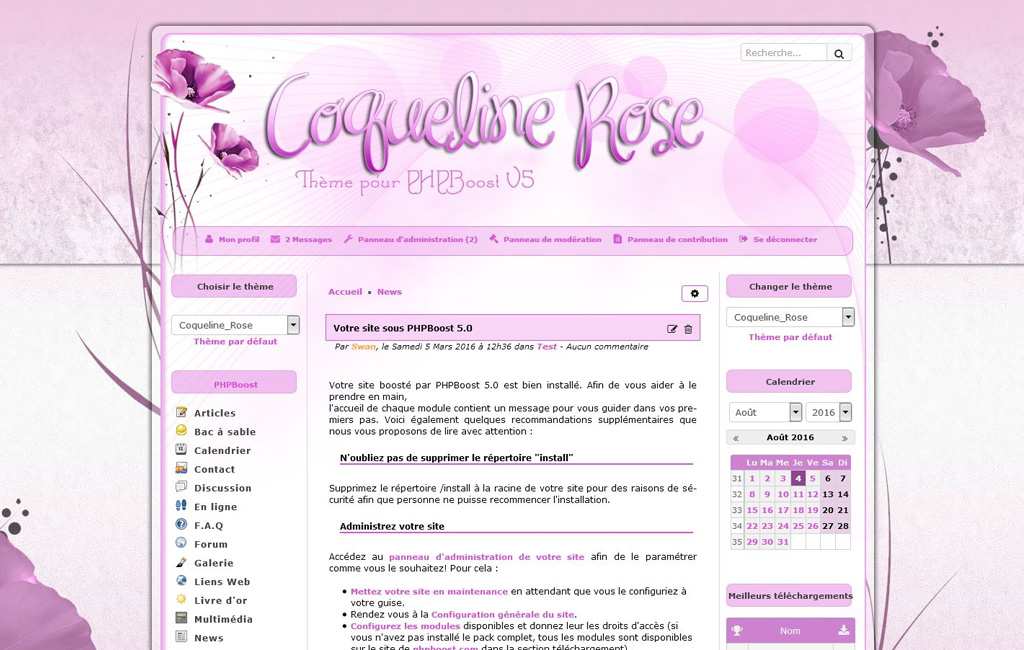 Recherche...
Coqueline Rose
Thème pour PHPBoost V5
Mon profil 2 Messages Panneau d'administration (2) Panneau de modération Panneau de contribution Se déconnecter
Choisir le thème
Coqueline_Rose
Thème par défaut
PHPBoost
Articles
Bac à sable
Calendrier
Contact
Discussion
En ligne
F.A.Q
Forum
Galerie
Liens Web
Livre d'or
Multimédia
News
Accueil • News
Votre site sous PHPBoost 5.0
Par Swan, le Samedi 5 Mars 2016 à 12h36 dans Test - Aucun commentaire
Votre site boosté par PHPBoost 5.0 est bien installé. Afin de vous aider à le
prendre en main,
l'accueil de chaque module contient un message pour vous guider dans vos pre-
miers pas. Voici également quelques recommandations supplémentaires que
nous vous proposons de lire avec attention :
N'oubliez pas de supprimer le répertoire "install"
Supprimez le répertoire /install à la racine de votre site pour des raisons de sé-
curité afin que personne ne puisse recommencer l'installation.
Administrez votre site
Accédez au panneau d'administration de votre site afin de le paramétrer
comme vous le souhaitez! Pour cela :
• Mettez votre site en maintenance en attendant que vous le configuriez à
votre guise.
• Rendez vous à la Configuration générale du site.
• Configurez les modules disponibles et donnez leur les droits d'accès (si
vous n'avez pas installé le pack complet, tous les modules sont disponibles
sur le site de phpboost.com dans la section téléchargement)
Changer le thème
Coqueline_Rose
Thème par défaut
Calendrier
Août 2016
« Août 2016 »
Lu Ma Me Je Ve Sa Di
31 1 2 3 4 5 6 7
32 8 9 10 11 12 13 14
33 15 16 17 18 19 20 21
34 22 23 24 25 26 27 28
35 29 30 31
Meilleurs téléchargements
Nom